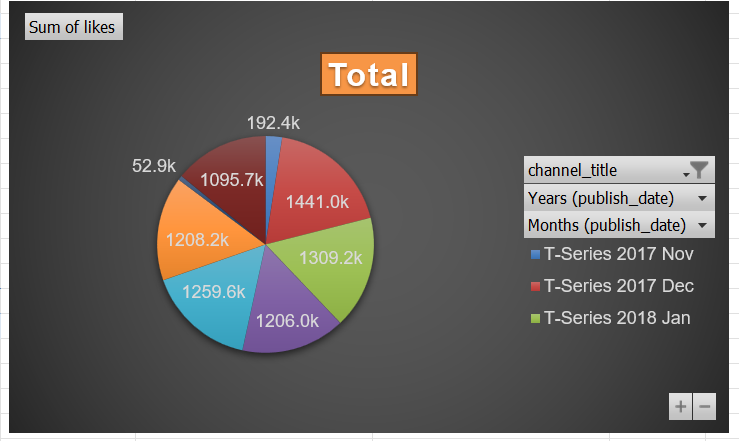 Sum of likes
Total
192.4k
52.9k
1095.7k
1441.0k
1208.2k
1309.2k
1259.6k
1206.0k
channel_title
Years (publish_date)
Months (publish_date)
T-Series 2017 Nov
T-Series 2017 Dec
T-Series 2018 Jan
+ −